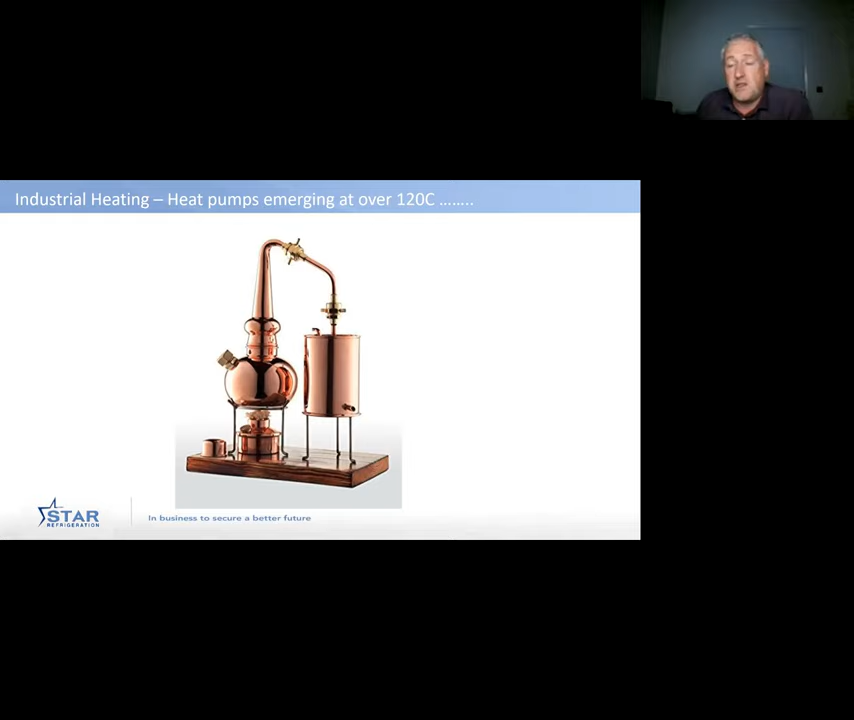 Industrial Heating – Heat pumps emerging at over 120C ........
STAR
REFRIGERATION
In business to secure a better future